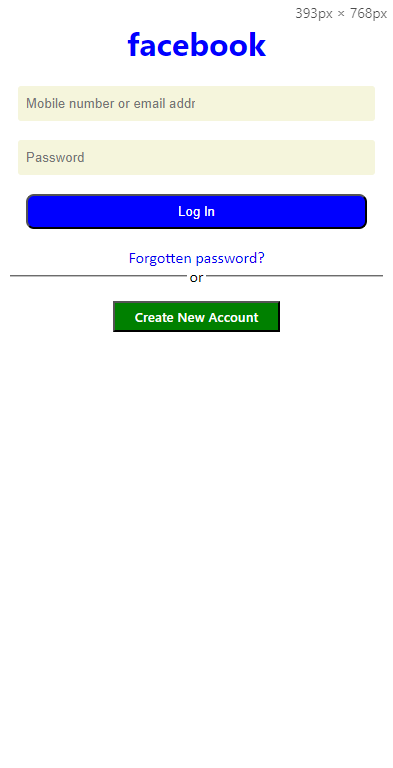 393px × 768px
facebook
Mobile number or email addr
Password
Log In
Forgotten password?
or
Create New Account